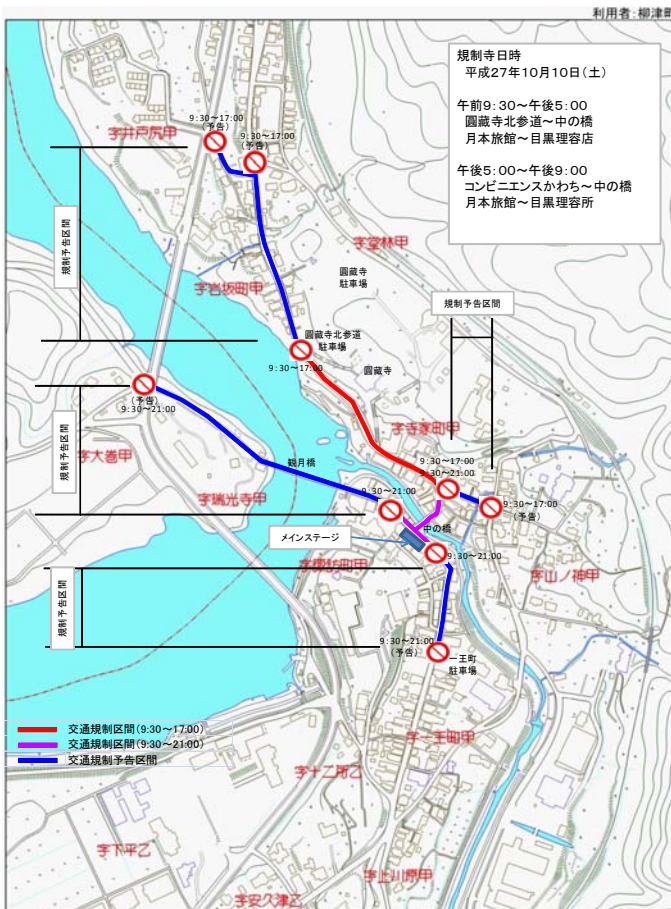 利用者:柳津町
規制寺日時
平成27年10月10日(土)
午前9:30~午後5:00
圓蔵寺北参道~中の橋
月本旅館~目黒理容店
午後5:00~午後9:00
コンビニエンスかわち~中の橋
月本旅館~目黒理容所
9:30~17:00
(予告)
9:30~17:00
(予告)
字井戸尻甲
規制予告区間
字堂林甲
圓蔵寺
駐車場
字岩坂町甲
規制予告区間
圓蔵寺北参道
駐車場
9:30~17:00
圓蔵寺
(予告)
9:30~21:00
字寺家町甲
字大巻甲
規制予告区間
観月橋
9:30~17:00
9:30~21:00
字瑞光寺甲
9:30~21:00
9:30~17:00
(予告)
中の橋
メインステージ
9:30~21:00
字諏訪町甲
字山ノ神甲
規制予告区間
9:30~21:00
(予告)
一王町
駐車場
交通規制区間(9:30~17:00)
交通規制区間(9:30~21:00)
交通規制予告区間
字一王町甲
字十二所乙
字下平乙
字上川原甲
字安久津乙